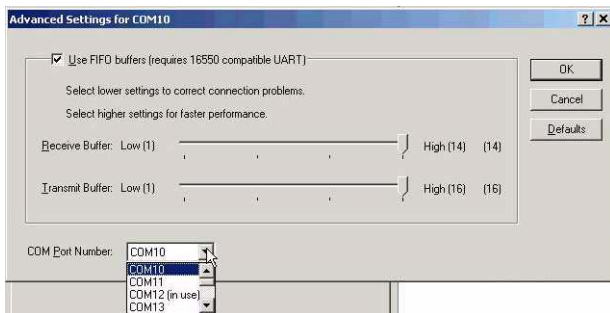 Advanced Settings for COM10
Use FIFO buffers (requires 16550 compatible UART)
Select lower settings to correct connection problems.
Select higher settings for faster performance.
Receive Buffer: Low (1) High (14) (14)
Transmit Buffer: Low (1) High (16) (16)
OK
Cancel
Defaults
COM Port Number: COM10
COM10
COM11
COM12 (in use)
COM13